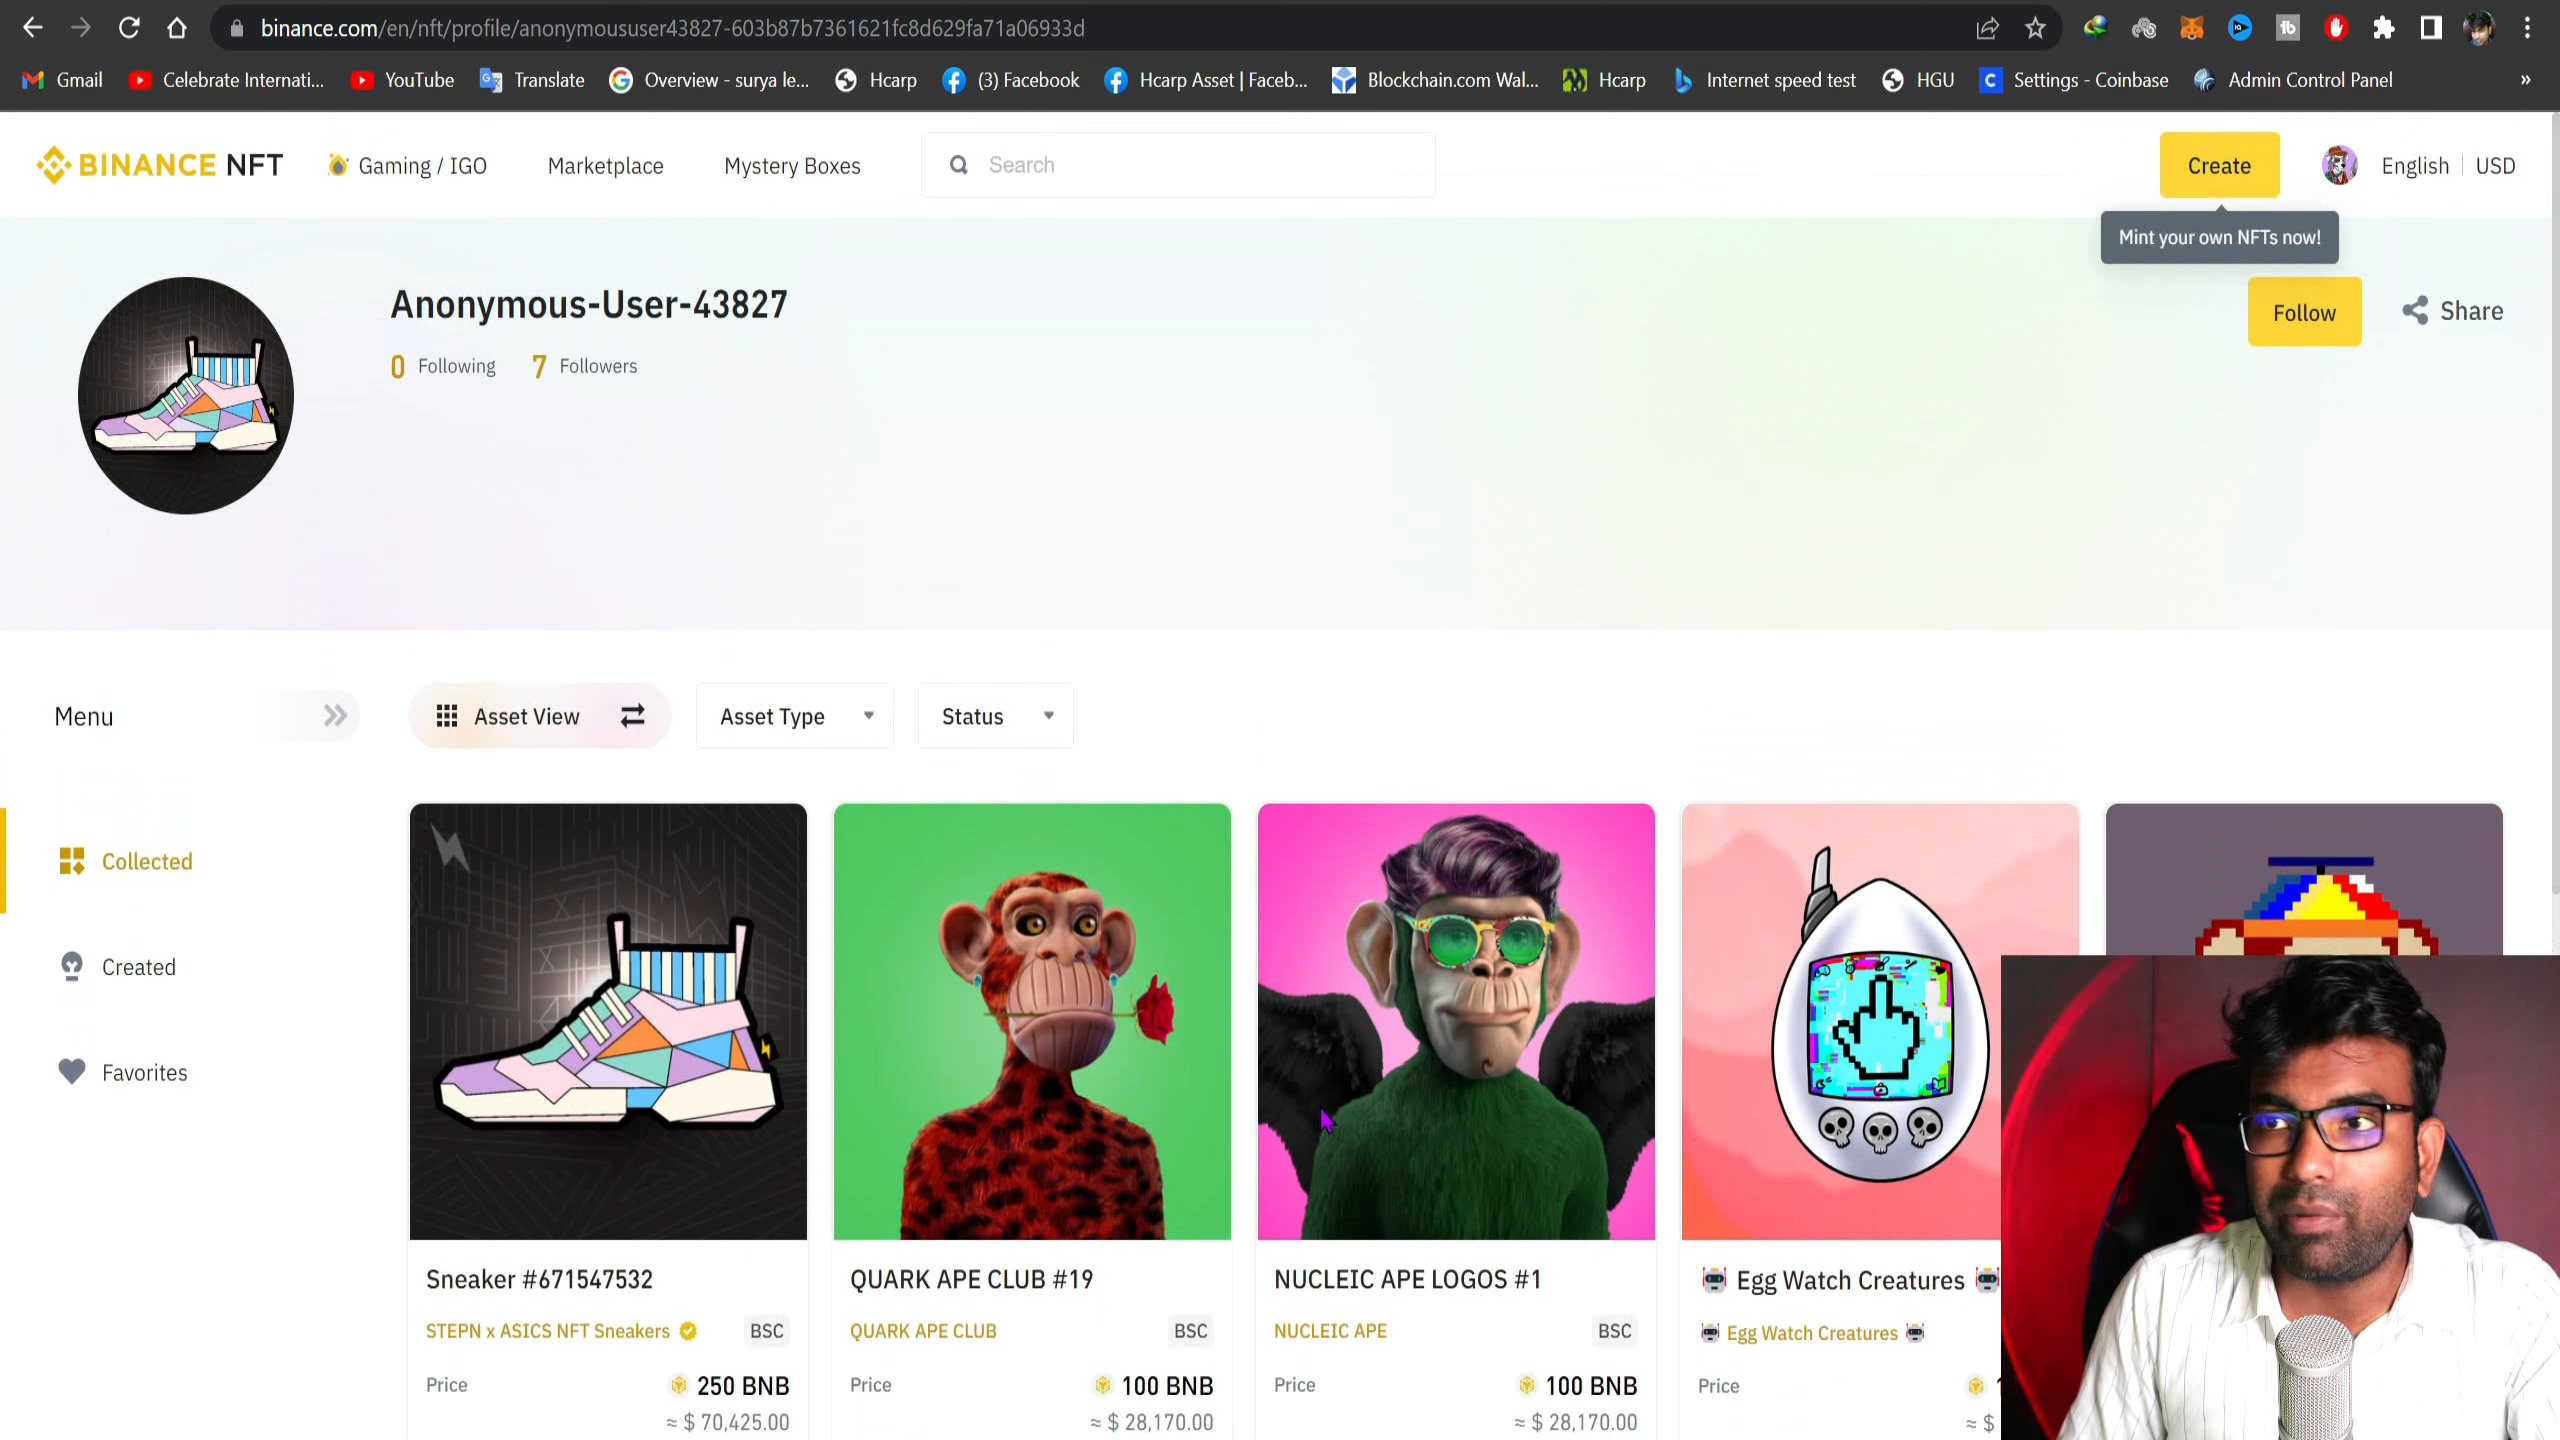 binance.com/en/nft/profile/anonymoususer43827-603b87b7361621fc8d629fa71a06933d
Gmail Celebrate Internati... YouTube Translate Overview - surya le... Hcarp (3) Facebook Hcarp Asset | Faceb... Blockchain.com Wal... Hcarp Internet speed test HGU Settings - Coinbase Admin Control Panel »
BINANCE NFT Gaming / IGO Marketplace Mystery Boxes Search Create English USD
Mint your own NFTs now!
Anonymous-User-43827
Follow Share
0 Following 7 Followers
Menu Asset View Asset Type Status
Collected
Created
Favorites
Sneaker #671547532 QUARK APE CLUB #19 NUCLEIC APE LOGOS #1 Egg Watch Creatures
STEPN x ASICS NFT Sneakers BSC QUARK APE CLUB BSC NUCLEIC APE BSC Egg Watch Creatures
Price 250 BNB Price 100 BNB Price 100 BNB Price
≈ $ 70,425.00 ≈ $ 28,170.00 ≈ $ 28,170.00 ≈ $